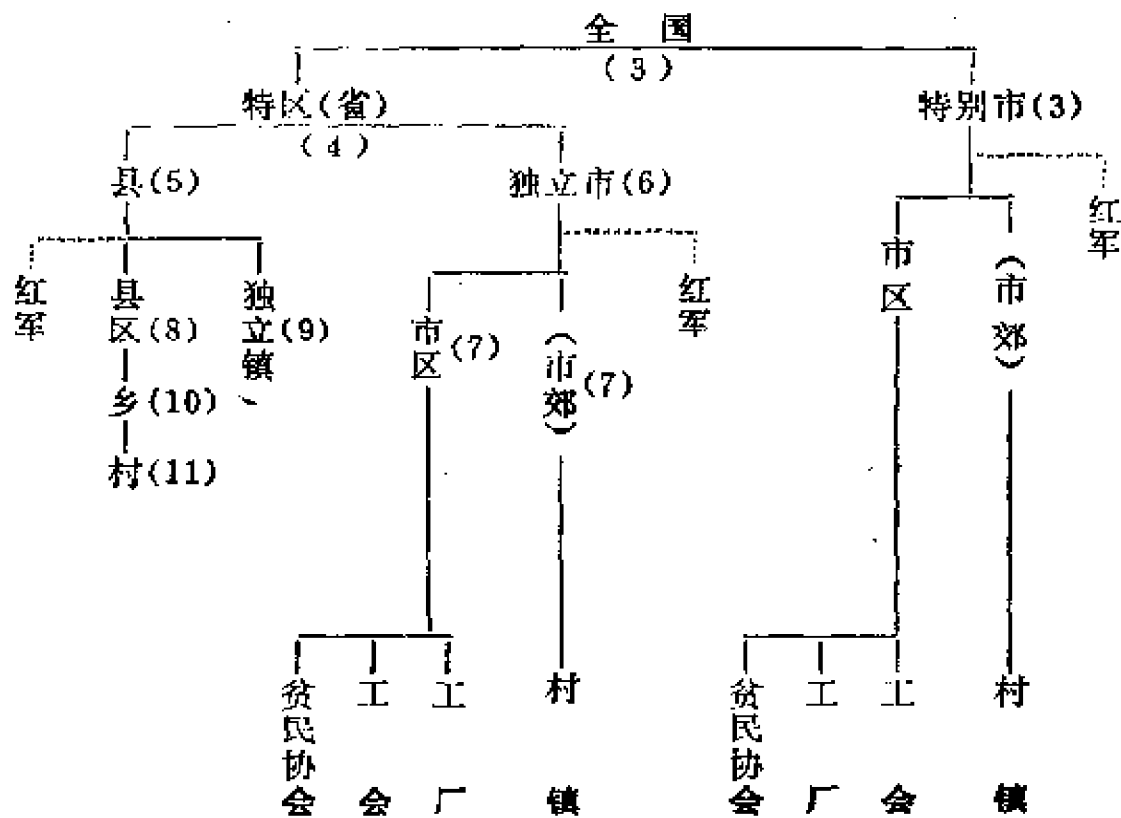 全国
(3)
特区(省)
特别市(3)
(4)
县(5)
独立市(6)
红军
红军
红军
县区(8)
独立镇(9)
市区(7)
(市郊)(7)
市区
(市郊)
乡(10)
村(11)
贫民协会
工会
工厂
村镇
贫民协会
工厂
工会
村镇